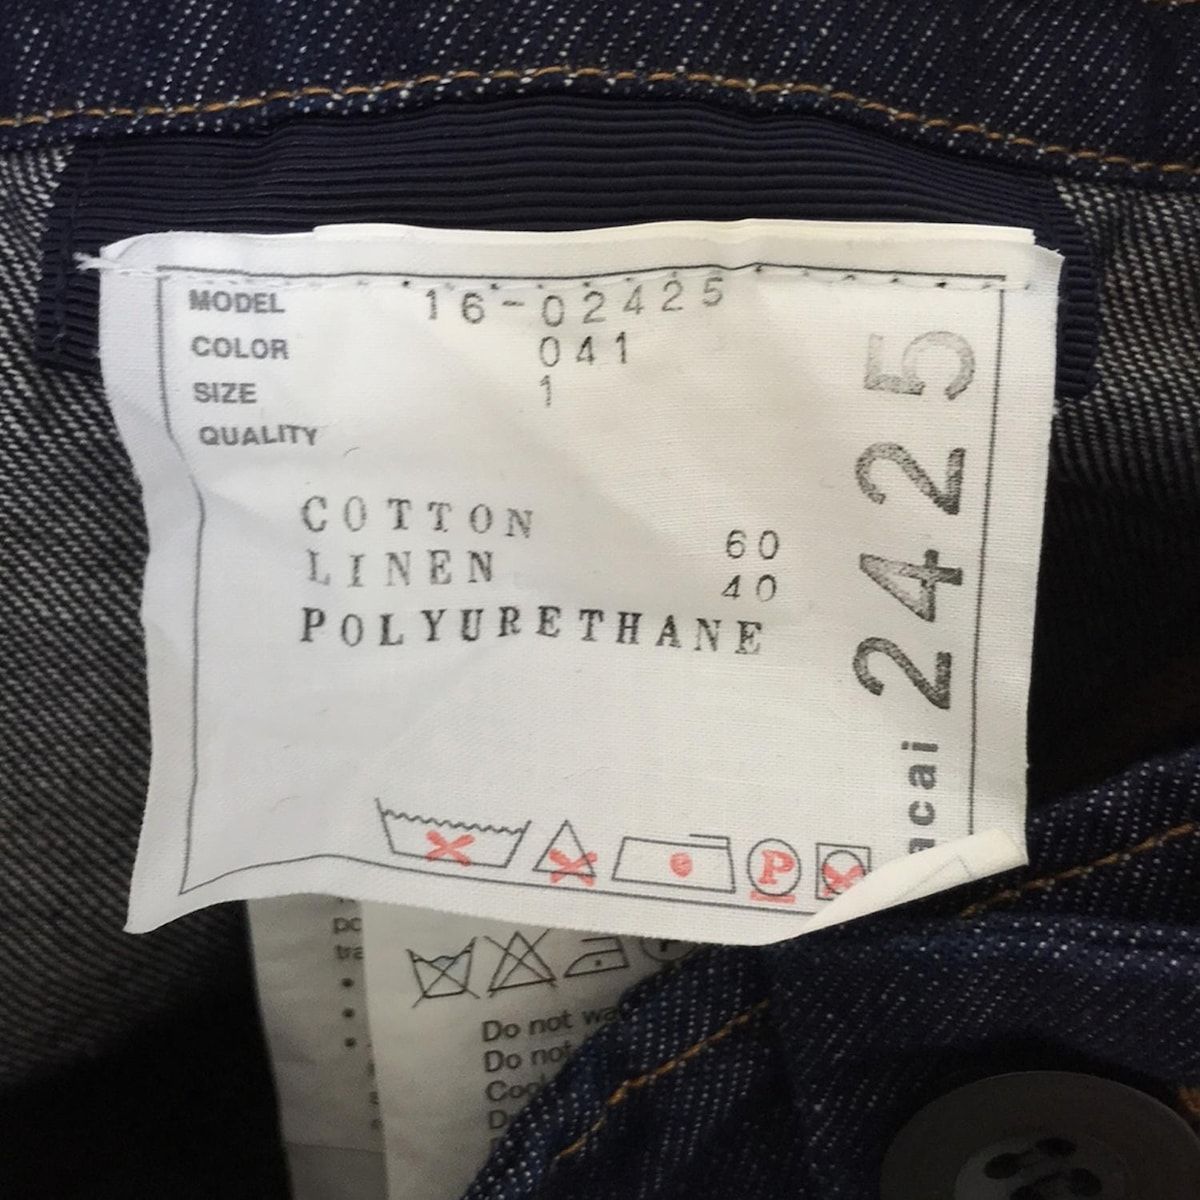 MODEL 16-02425
COLOR 041
SIZE 1
QUALITY
COTTON 60
LINEN 40
POLYURETHANE
2425
acai
P
tra
Do not
Do not